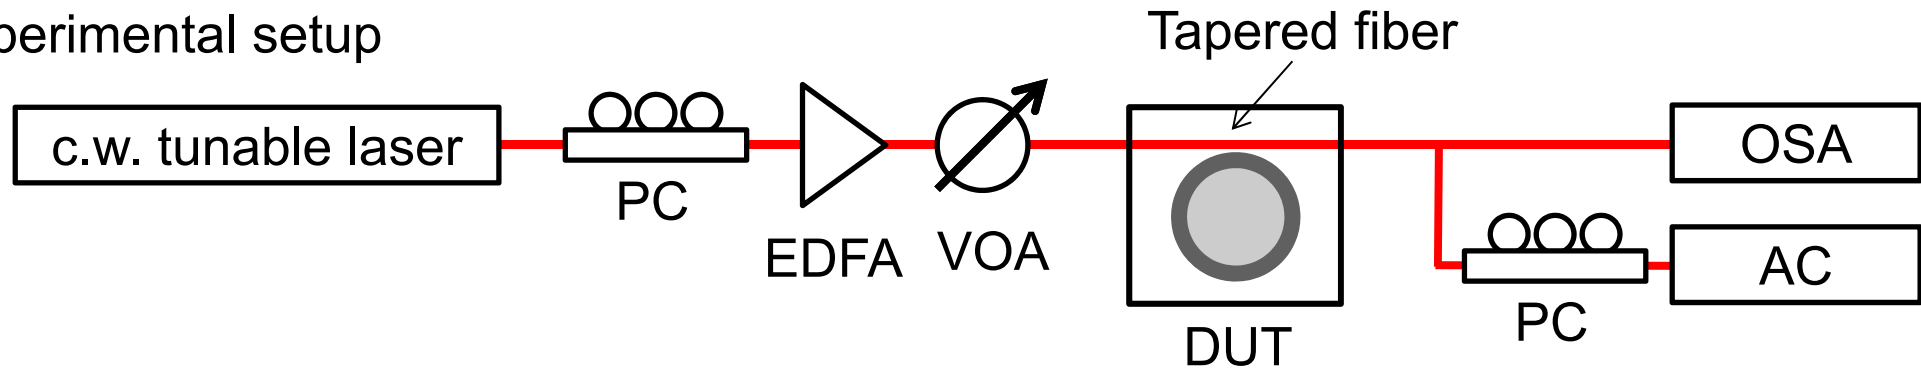 perimental setup
Tapered fiber
c.w. tunable laser
OSA
PC
EDFA
VOA
AC
PC
DUT